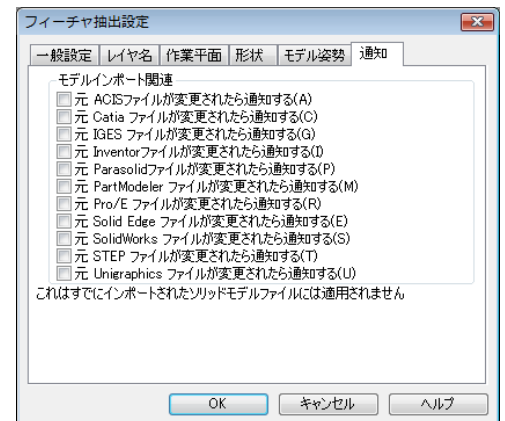 フィーチャ抽出設定
一般設定 レイヤ名 作業平面 形状 モデル姿勢 通知
モデルインポート関連
元 ACISファイルが変更されたら通知する(A)
元 Catia ファイルが変更されたら通知する(C)
元 IGES ファイルが変更されたら通知する(G)
元 Inventorファイルが変更されたら通知する(I)
元 Parasolidファイルが変更されたら通知する(P)
元 PartModeler ファイルが変更されたら通知する(M)
元 Pro/E ファイルが変更されたら通知する(R)
元 Solid Edge ファイルが変更されたら通知する(E)
元 SolidWorks ファイルが変更されたら通知する(S)
元 STEP ファイルが変更されたら通知する(T)
元 Unigraphics ファイルが変更されたら通知する(U)
これはすでにインポートされたソリッドモデルファイルには適用されません
OK キャンセル ヘルプ